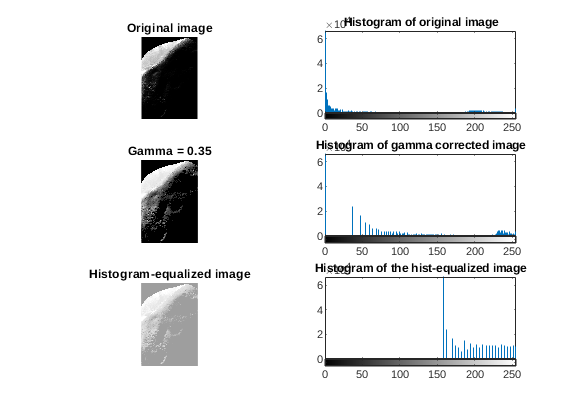 Original image
Histogram of original image
6
4
2
0
0 50 100 150 200 250
Gamma = 0.35
Histogram of gamma corrected image
6
4
2
0
0 50 100 150 200 250
Histogram-equalized image
Histogram of the hist-equalized image
6
4
2
0
0 50 100 150 200 250